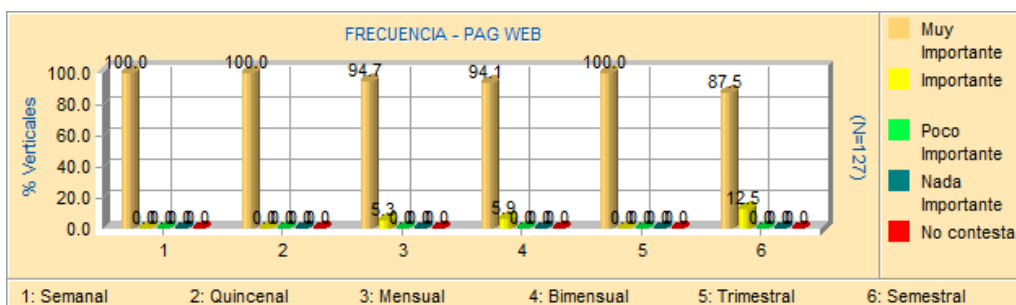 FRECUENCIA - PAG WEB
100.0 100.0 94.7 94.1 100.0 87.5
100.0
80.0
60.0
40.0
20.0
0.0
% Verticales
0.0 0.0 0.0 0.0
0.0 0.0 0.0 0.0
5.3 0.0 0.0 0.0
5.9 0.0 0.0 0.0
0.0 0.0 0.0 0.0
12.5 0.0 0.0 0.0
1 2 3 4 5 6
(N=127)
Muy
Importante
Importante
Poco
Importante
Nada
Importante
No contesta
1: Semanal 2: Quincenal 3: Mensual 4: Bimensual 5: Trimestral 6: Semestral